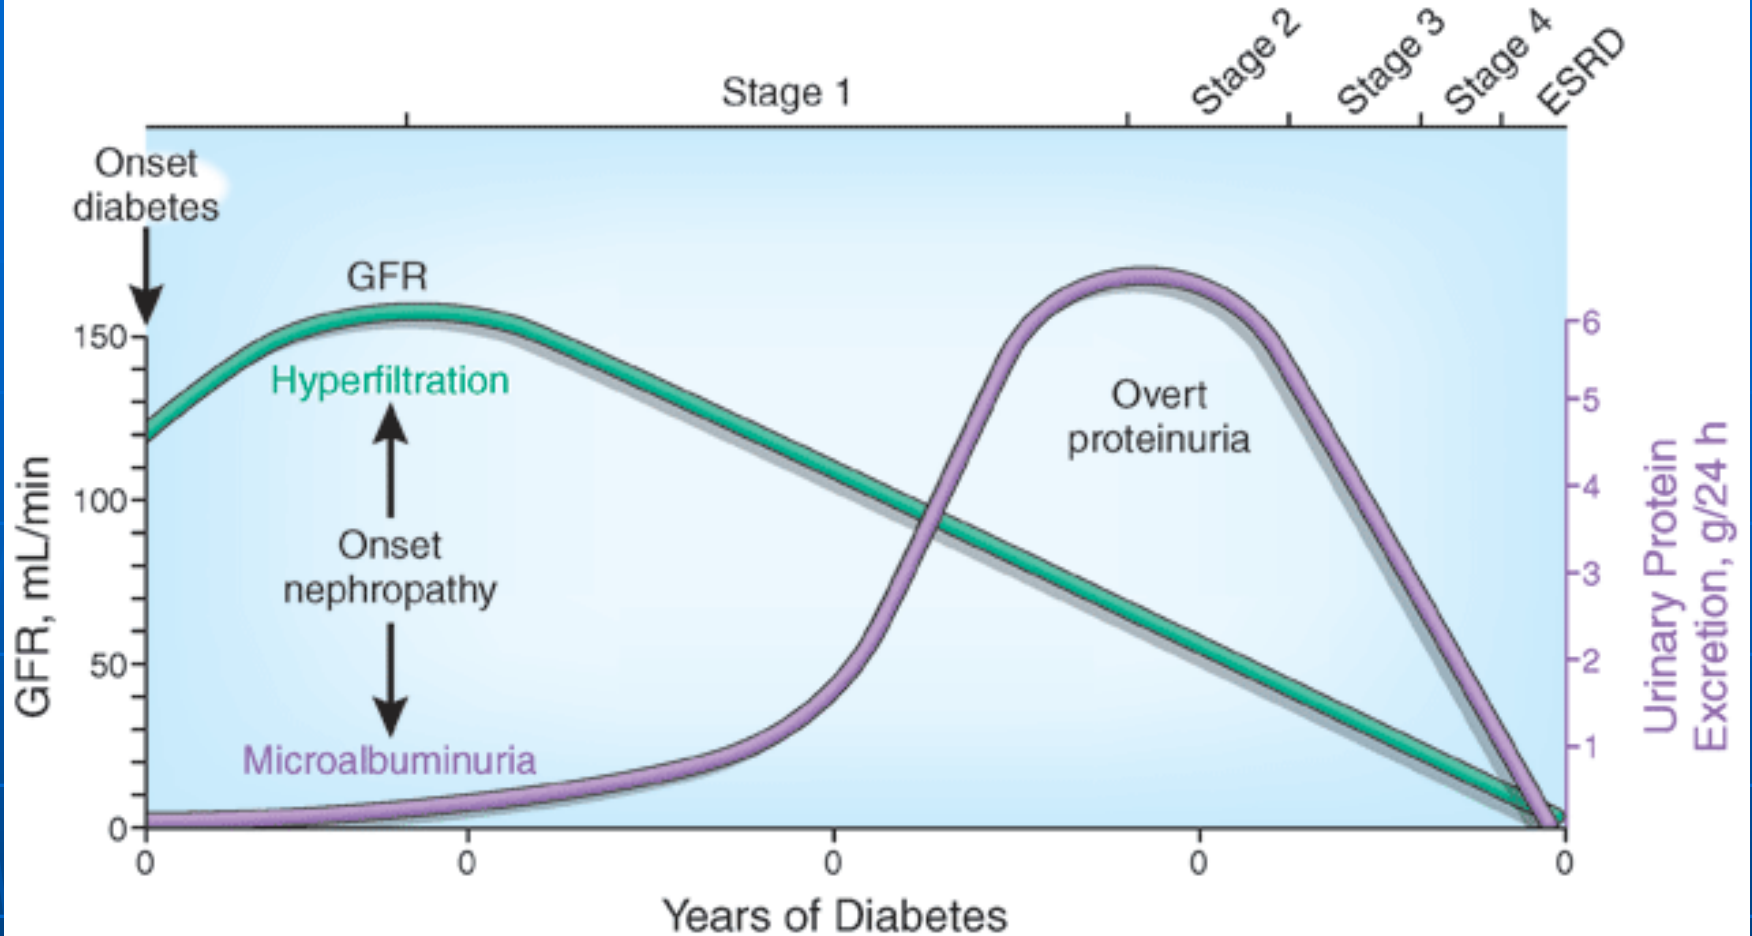 Stage 1
Stage 2
Stage 3
Stage 4
ESRD
Onset
diabetes
GFR
Hyperfiltration
Onset
nephropathy
Microalbuminuria
Overt
proteinuria
GFR, mL/min
150
100
50
0
6
5
4
3
2
1
Urinary Protein
Excretion, g/24 h
0
0
0
0
0
Years of Diabetes